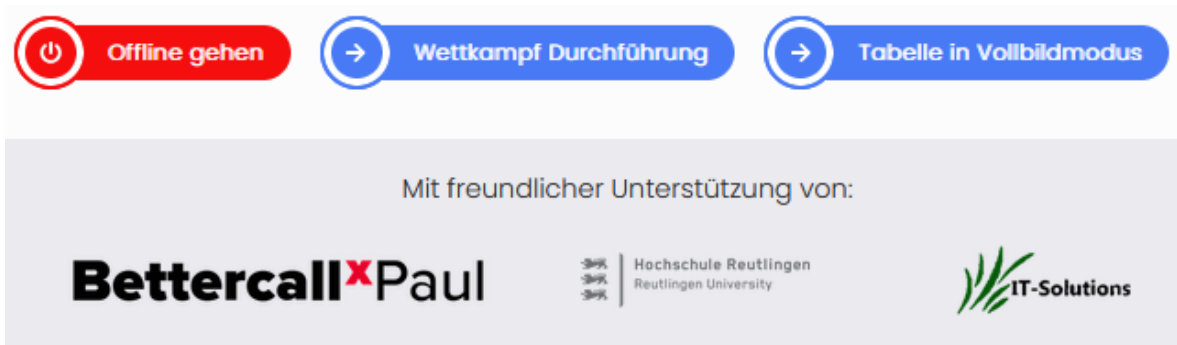 Offline gehen
Wettkampf Durchführung
Tabelle in Vollbildmodus
Mit freundlicher Unterstützung von:
BettercallxPaul
Hochschule Reutlingen
Reutlingen University
IT-Solutions